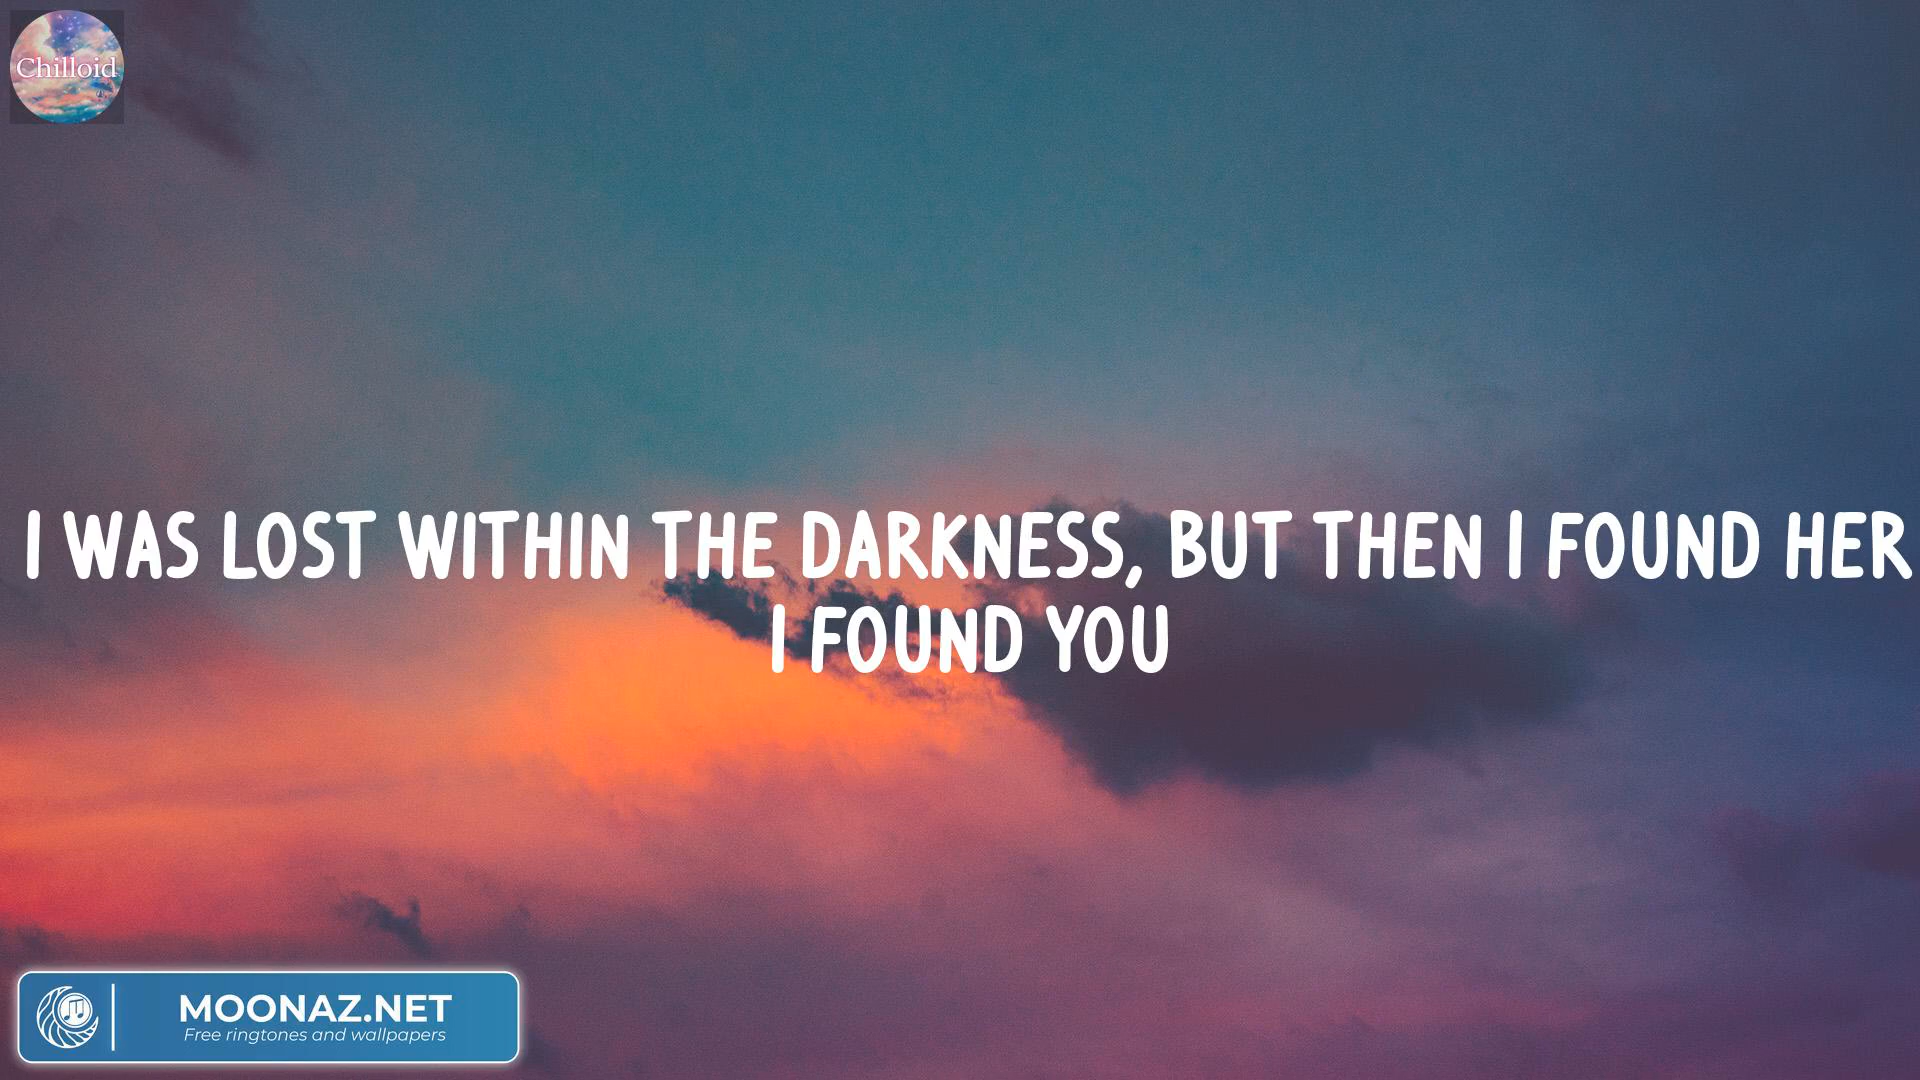 Chilloid
I WAS LOST WITHIN THE DARKNESS, BUT THEN I FOUND HER
I FOUND YOU
MOONAZ.NET
Free ringtones and wallpapers